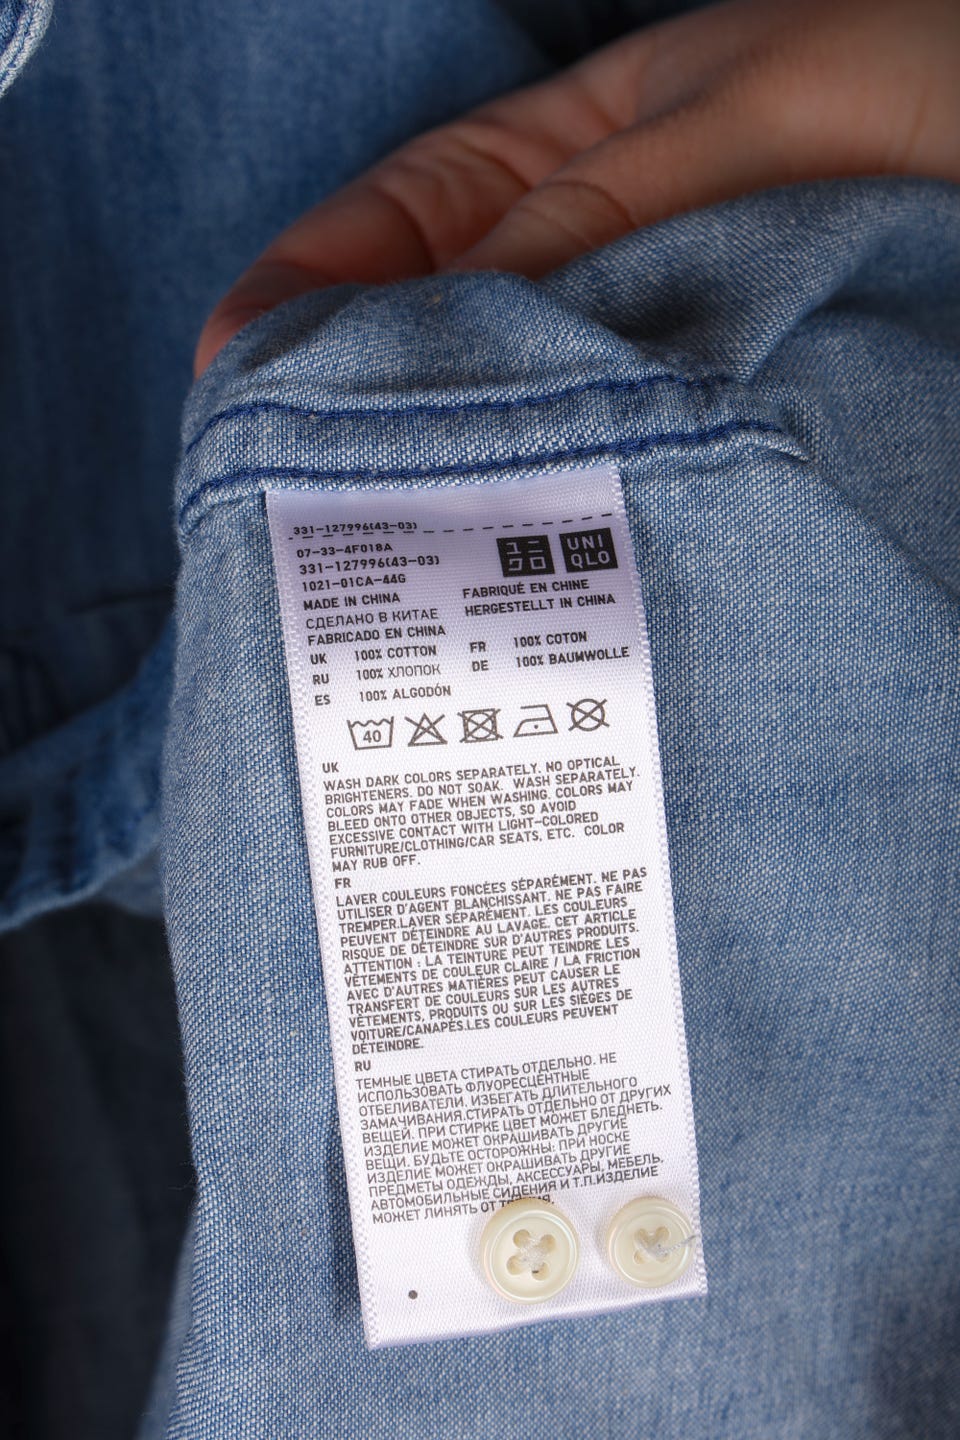 331-127996(43-03)
07-33-4F018A
331-127996(43-03)
1021-01CA-44G
MADE IN CHINA
СДЕЛАНО В КИТАЕ
FABRICADO EN CHINA
ユニ
クロ
UNI
QLO
FABRIQUÉ EN CHINE
HERGESTELLT IN CHINA
UK 100% COTTON
RU 100% ХЛОПОК
ES 100% ALGODÓN
FR 100% COTON
DE 100% BAUMWOLLE
40
UK
WASH DARK COLORS SEPARATELY. NO OPTICAL
BRIGHTENERS. DO NOT SOAK. WASH SEPARATELY.
COLORS MAY FADE WHEN WASHING. COLORS MAY
BLEED ONTO OTHER OBJECTS, SO AVOID
EXCESSIVE CONTACT WITH LIGHT-COLORED
FURNITURE/CLOTHING/CAR SEATS, ETC. COLOR
MAY RUB OFF.
FR
LAVER COULEURS FONCÉES SÉPARÉMENT. NE PAS
UTILISER D'AGENT BLANCHISSANT. NE PAS FAIRE
TREMPER.LAVER SÉPARÉMENT. LES COULEURS
PEUVENT DÉTEINDRE AU LAVAGE. CET ARTICLE
RISQUE DE DÉTEINDRE SUR D'AUTRES PRODUITS.
ATTENTION : LA TEINTURE PEUT TEINDRE LES
VÊTEMENTS DE COULEUR CLAIRE / LA FRICTION
AVEC D'AUTRES MATIÈRES PEUT CAUSER LE
TRANSFERT DE COULEURS SUR LES AUTRES
VÊTEMENTS, PRODUITS OU SUR LES SIÈGES DE
VOITURE/CANAPÉS.LES COULEURS PEUVENT
DÉTEINDRE.
RU
ТЕМНЫЕ ЦВЕТА СТИРАТЬ ОТДЕЛЬНО. НЕ
ИСПОЛЬЗОВАТЬ ФЛУОРЕСЦЕНТНЫЕ
ОТБЕЛИВАТЕЛИ. ИЗБЕГАТЬ ДЛИТЕЛЬНОГО
ЗАМАЧИВАНИЯ.СТИРАТЬ ОТДЕЛЬНО ОТ ДРУГИХ
ВЕЩЕЙ. ПРИ СТИРКЕ ЦВЕТ МОЖЕТ БЛЕДНЕТЬ.
ИЗДЕЛИЕ МОЖЕТ ОКРАШИВАТЬ ДРУГИЕ
ВЕЩИ. БУДЬТЕ ОСТОРОЖНЫ: ПРИ НОСКЕ
ИЗДЕЛИЕ МОЖЕТ ОКРАШИВАТЬ ДРУГИЕ
ПРЕДМЕТЫ ОДЕЖДЫ, АКСЕССУАРЫ, МЕБЕЛЬ.
АВТОМОБИЛЬНЫЕ СИДЕНИЯ И Т.П.ИЗДЕЛИЕ
МОЖЕТ ЛИНЯТЬ ОТ